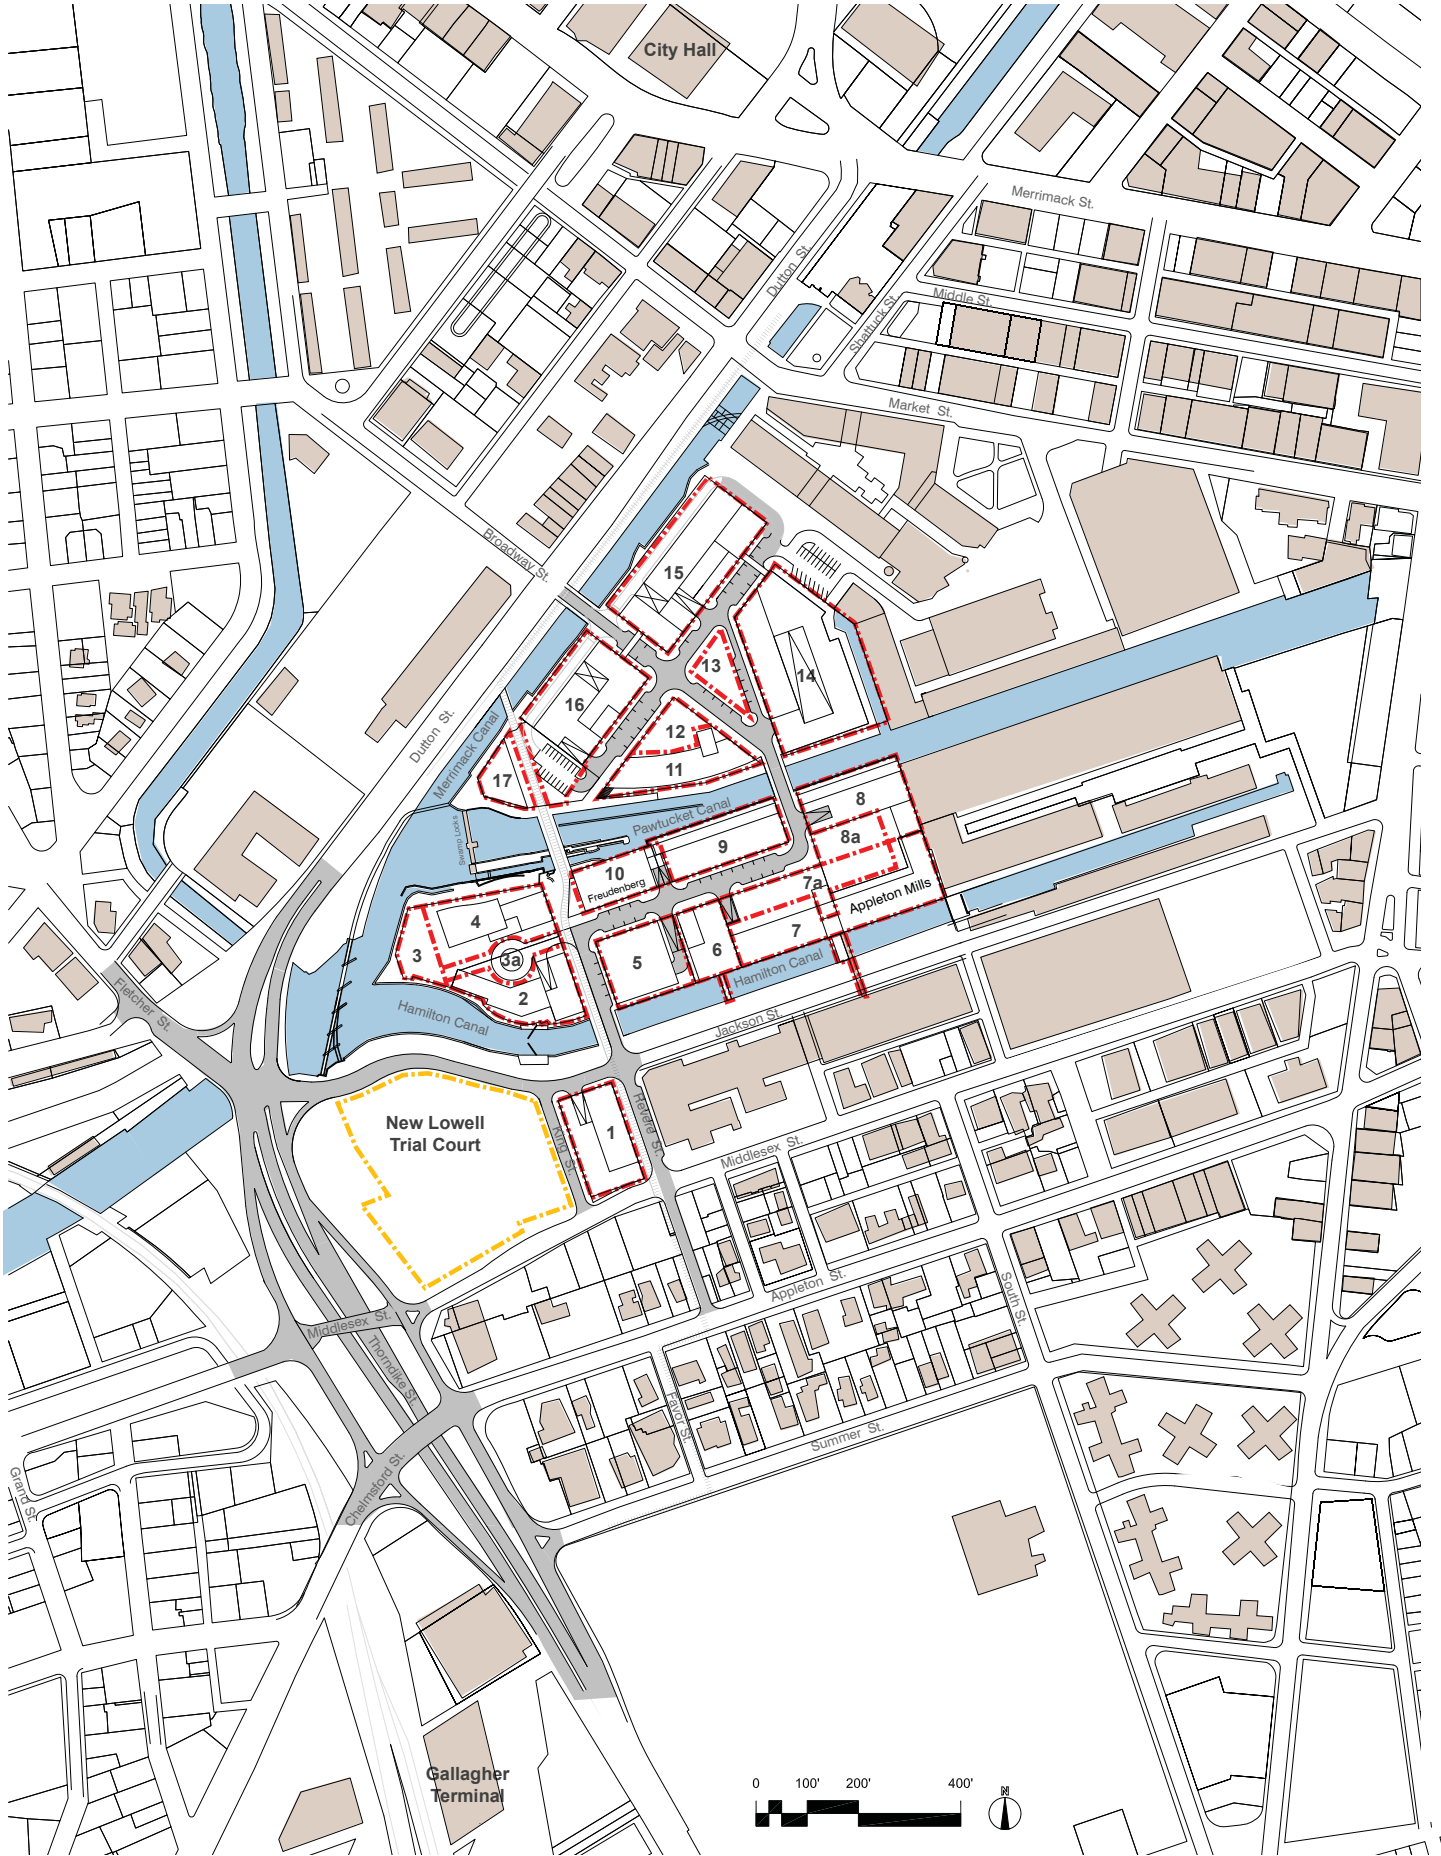 City Hall
Merrimack St.
Dutton St.
Middle St.
Shattuck St.
Market St.
Broadway St.
15
13
14
16
12
11
17
Dutton St.
Merrimack Canal
Pawtucket Canal
Swamp Locks
8
8a
9
10
Freudenberg
7a
Appleton Mills
4
3
3a
2
5
6
7
Hamilton Canal
Hamilton Canal
Jackson St.
Fletcher St.
New Lowell
Trial Court
1
King St.
Revere St.
Middlesex St.
Appleton St.
South St.
Middlesex St.
Thorndike St.
Favor St.
Summer St.
Chelmsford St.
Grand St.
Gallagher
Terminal
0 100' 200' 400'
N